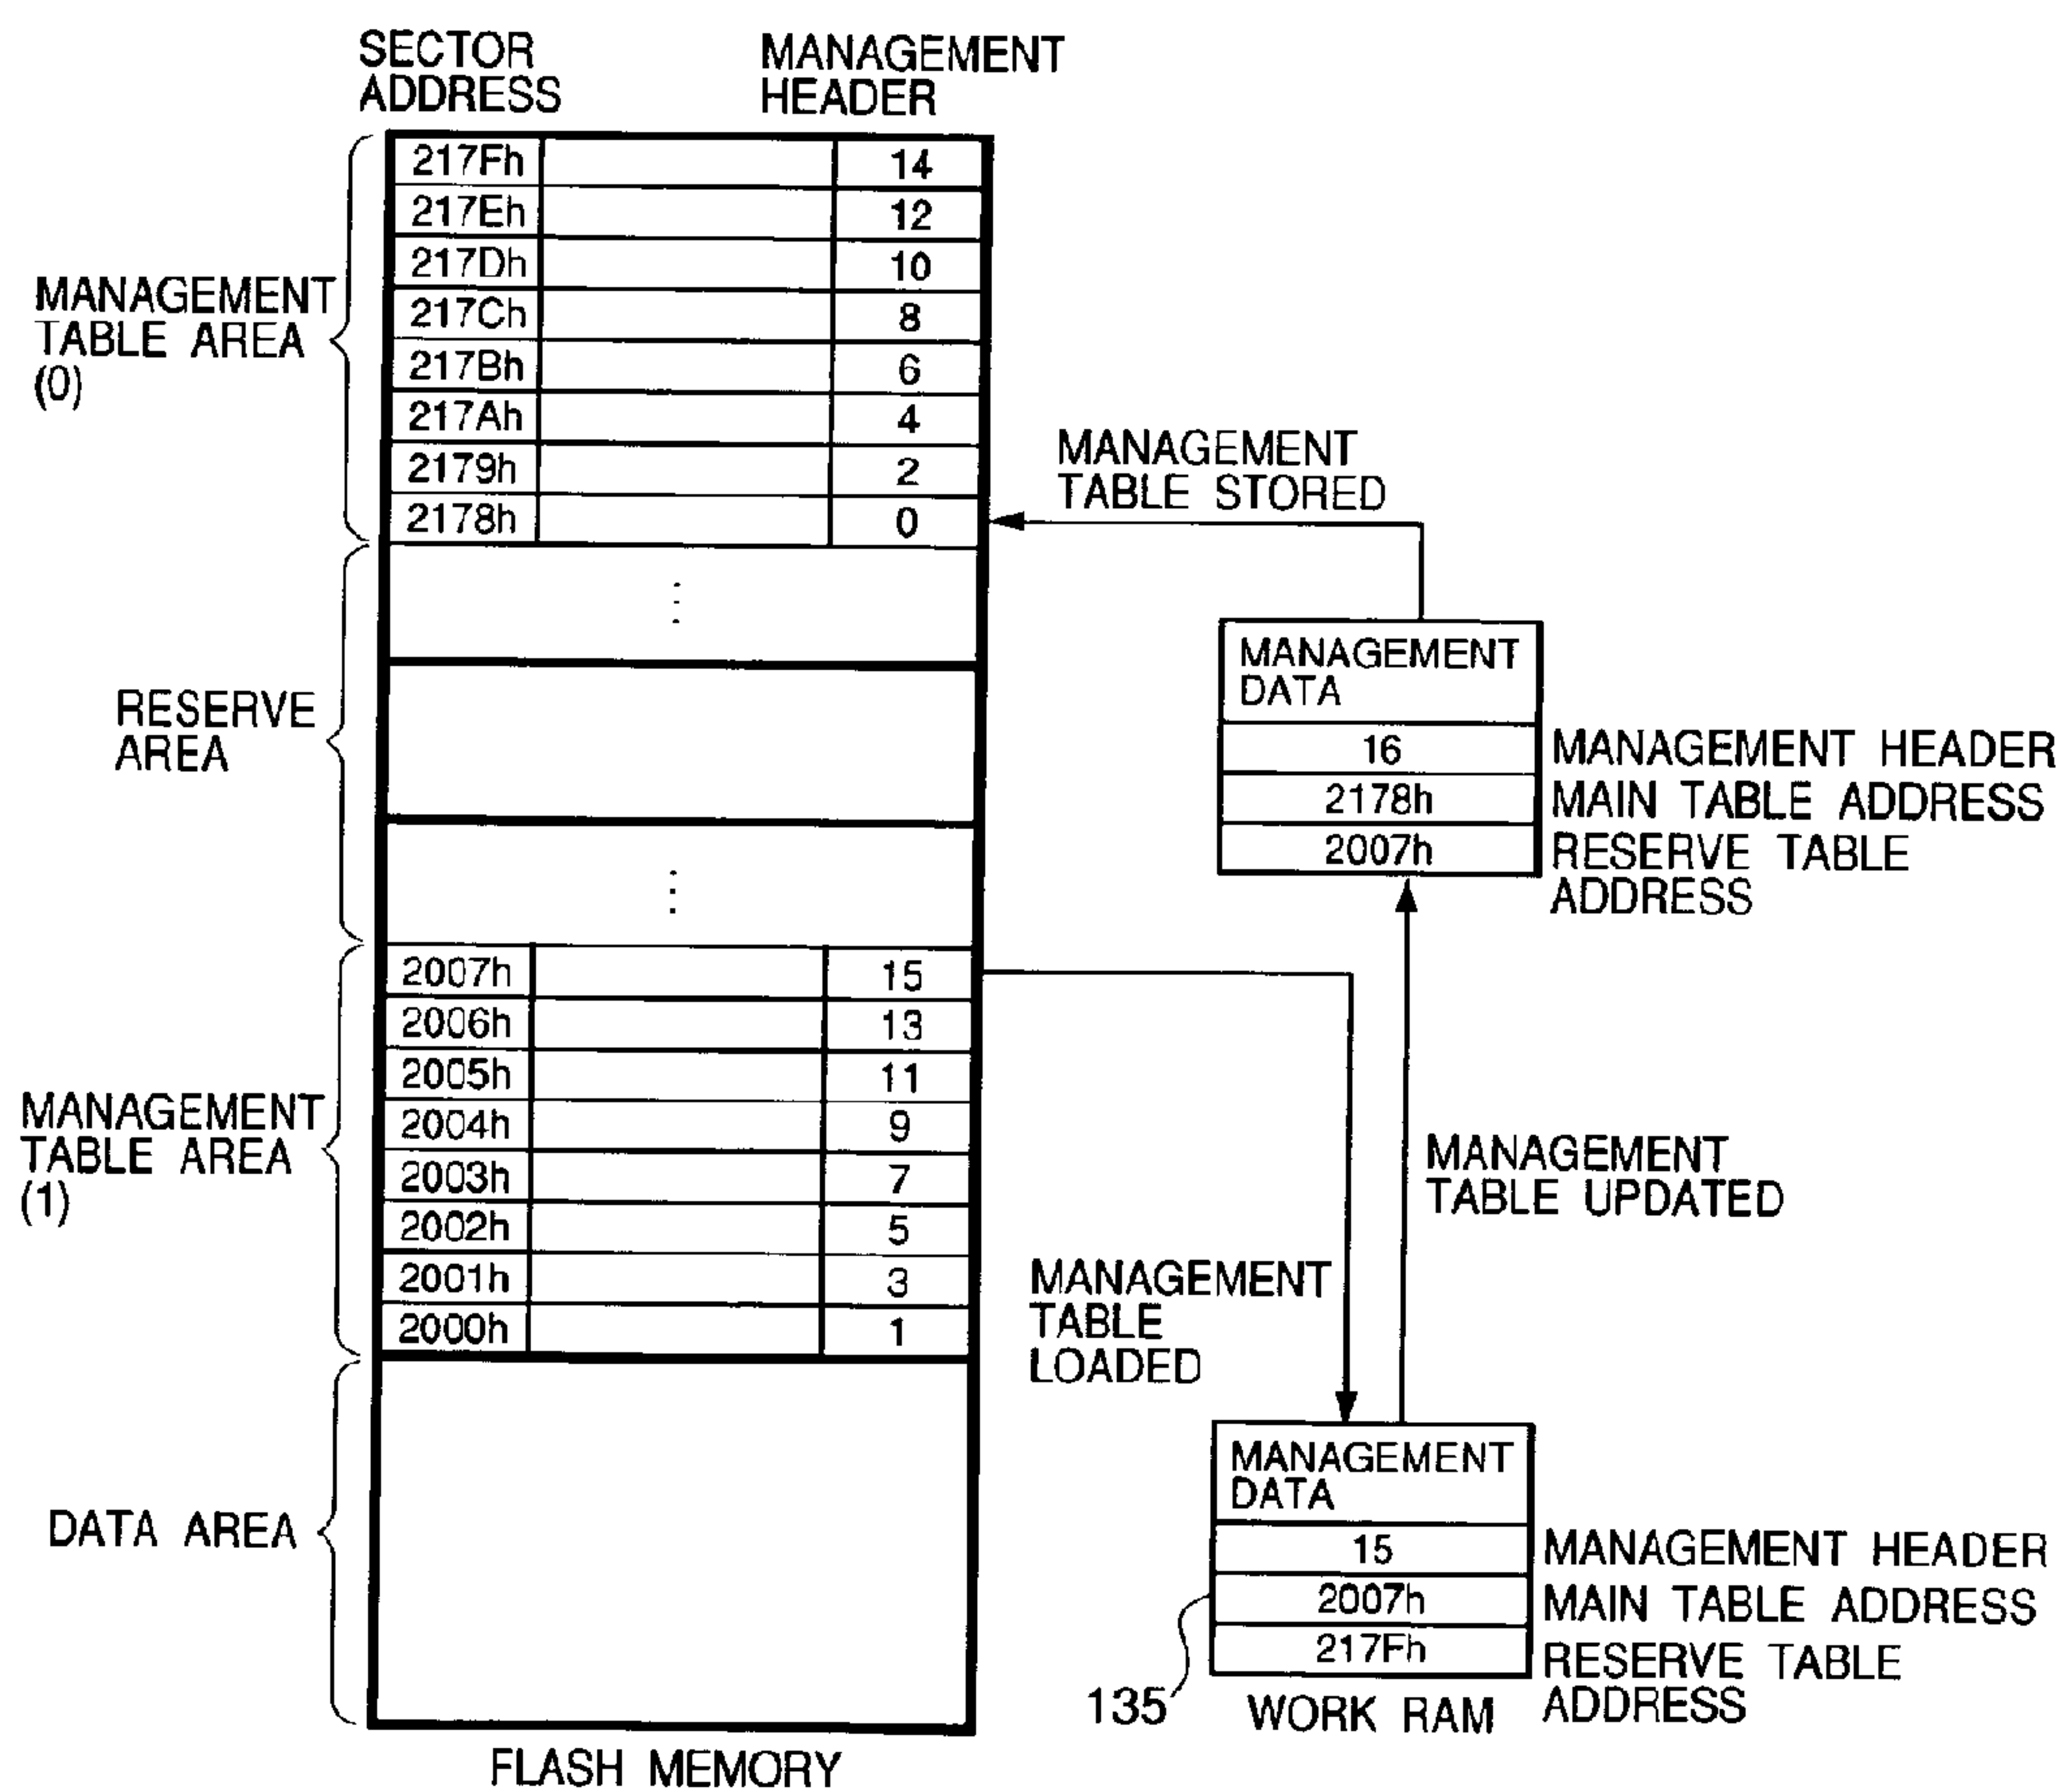 SECTOR
ADDRESS
MANAGEMENT
HEADER
217Fh 14
217Eh 12
217Dh 10
217Ch 8
217Bh 6
217Ah 4
2179h 2
2178h 0
MANAGEMENT
TABLE AREA
(0)
MANAGEMENT
TABLE STORED
RESERVE
AREA
MANAGEMENT
DATA
16 MANAGEMENT HEADER
2178h MAIN TABLE ADDRESS
2007h RESERVE TABLE
ADDRESS
2007h 15
2006h 13
2005h 11
2004h 9
2003h 7
2002h 5
2001h 3
2000h 1
MANAGEMENT
TABLE AREA
(1)
MANAGEMENT
TABLE UPDATED
MANAGEMENT
TABLE
LOADED
DATA AREA
MANAGEMENT
DATA
15 MANAGEMENT HEADER
2007h MAIN TABLE ADDRESS
217Fh RESERVE TABLE
ADDRESS
135
WORK RAM
FLASH MEMORY